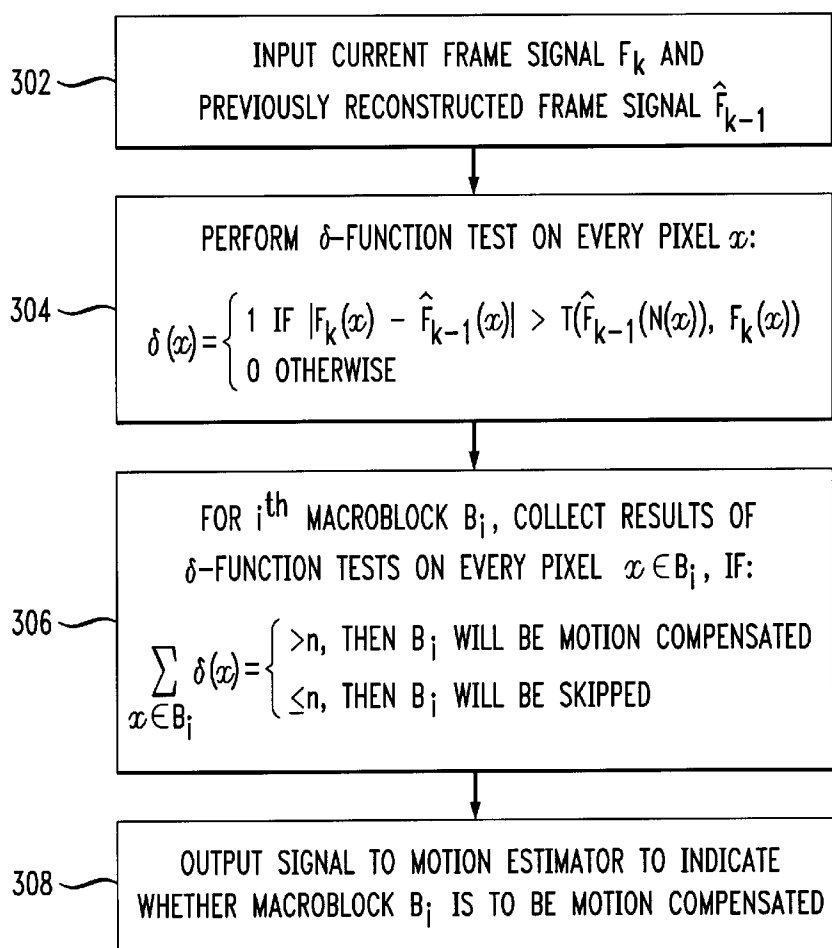 302
INPUT CURRENT FRAME SIGNAL F_k AND
PREVIOUSLY RECONSTRUCTED FRAME SIGNAL F̂_{k−1}
304
PERFORM δ-FUNCTION TEST ON EVERY PIXEL x:
δ(x) = { 1 IF |F_k(x) − F̂_{k−1}(x)| > T(F̂_{k−1}(N(x)), F_k(x))
0 OTHERWISE
306
FOR i^th MACROBLOCK B_i, COLLECT RESULTS OF
δ-FUNCTION TESTS ON EVERY PIXEL x∈B_i, IF:
∑_{x∈B_i} δ(x) = { >n, THEN B_i WILL BE MOTION COMPENSATED
≤n, THEN B_i WILL BE SKIPPED
308
OUTPUT SIGNAL TO MOTION ESTIMATOR TO INDICATE
WHETHER MACROBLOCK B_i IS TO BE MOTION COMPENSATED